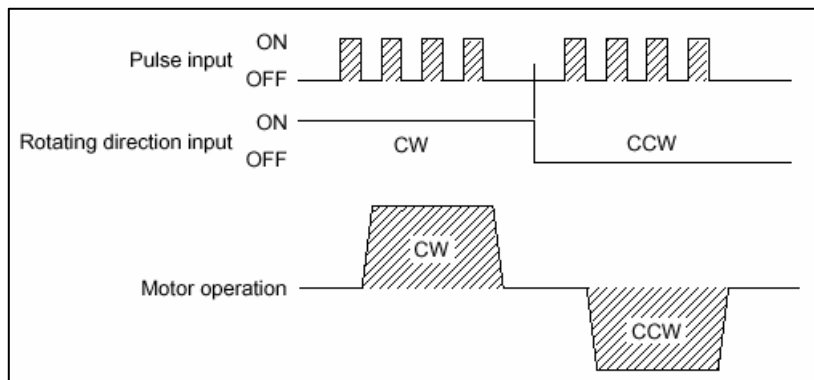 ON
Pulse input
OFF
ON
Rotating direction input
CW
CCW
OFF
CW
Motor operation
CCW